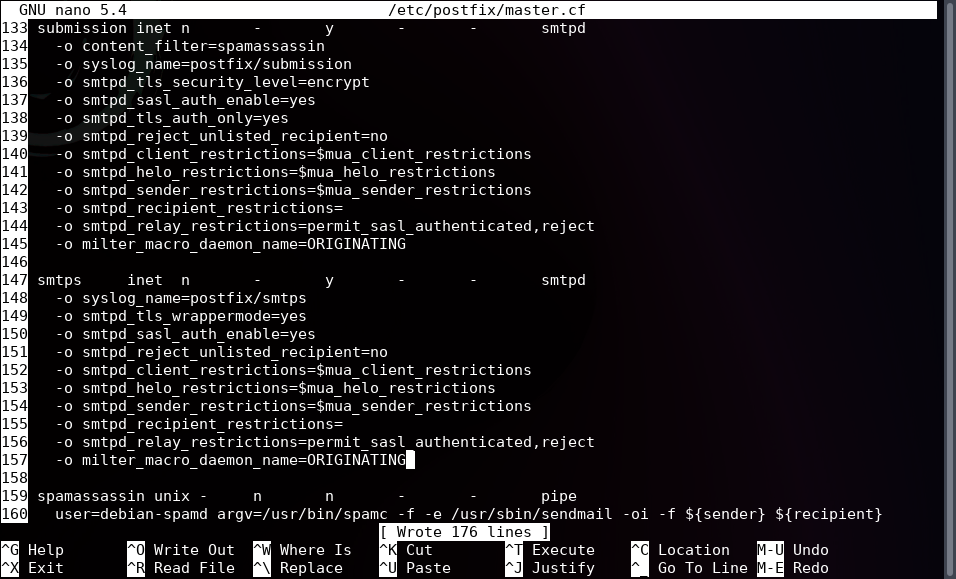 GNU nano 5.4 /etc/postfix/master.cf
133 submission inet n - y - - smtpd
134 -o content_filter=spamassassin
135 -o syslog_name=postfix/submission
136 -o smtpd_tls_security_level=encrypt
137 -o smtpd_sasl_auth_enable=yes
138 -o smtpd_tls_auth_only=yes
139 -o smtpd_reject_unlisted_recipient=no
140 -o smtpd_client_restrictions=$mua_client_restrictions
141 -o smtpd_helo_restrictions=$mua_helo_restrictions
142 -o smtpd_sender_restrictions=$mua_sender_restrictions
143 -o smtpd_recipient_restrictions=
144 -o smtpd_relay_restrictions=permit_sasl_authenticated,reject
145 -o milter_macro_daemon_name=ORIGINATING
146
147 smtps inet n - y - - smtpd
148 -o syslog_name=postfix/smtps
149 -o smtpd_tls_wrappermode=yes
150 -o smtpd_sasl_auth_enable=yes
151 -o smtpd_reject_unlisted_recipient=no
152 -o smtpd_client_restrictions=$mua_client_restrictions
153 -o smtpd_helo_restrictions=$mua_helo_restrictions
154 -o smtpd_sender_restrictions=$mua_sender_restrictions
155 -o smtpd_recipient_restrictions=
156 -o smtpd_relay_restrictions=permit_sasl_authenticated,reject
157 -o milter_macro_daemon_name=ORIGINATING
158
159 spamassassin unix - n n - - pipe
160 user=debian-spamd argv=/usr/bin/spamc -f -e /usr/sbin/sendmail -oi -f ${sender} ${recipient}
[ Wrote 176 lines ]
^G Help ^O Write Out ^W Where Is ^K Cut ^T Execute ^C Location M-U Undo
^X Exit ^R Read File ^\ Replace ^U Paste ^J Justify ^_ Go To Line M-E Redo